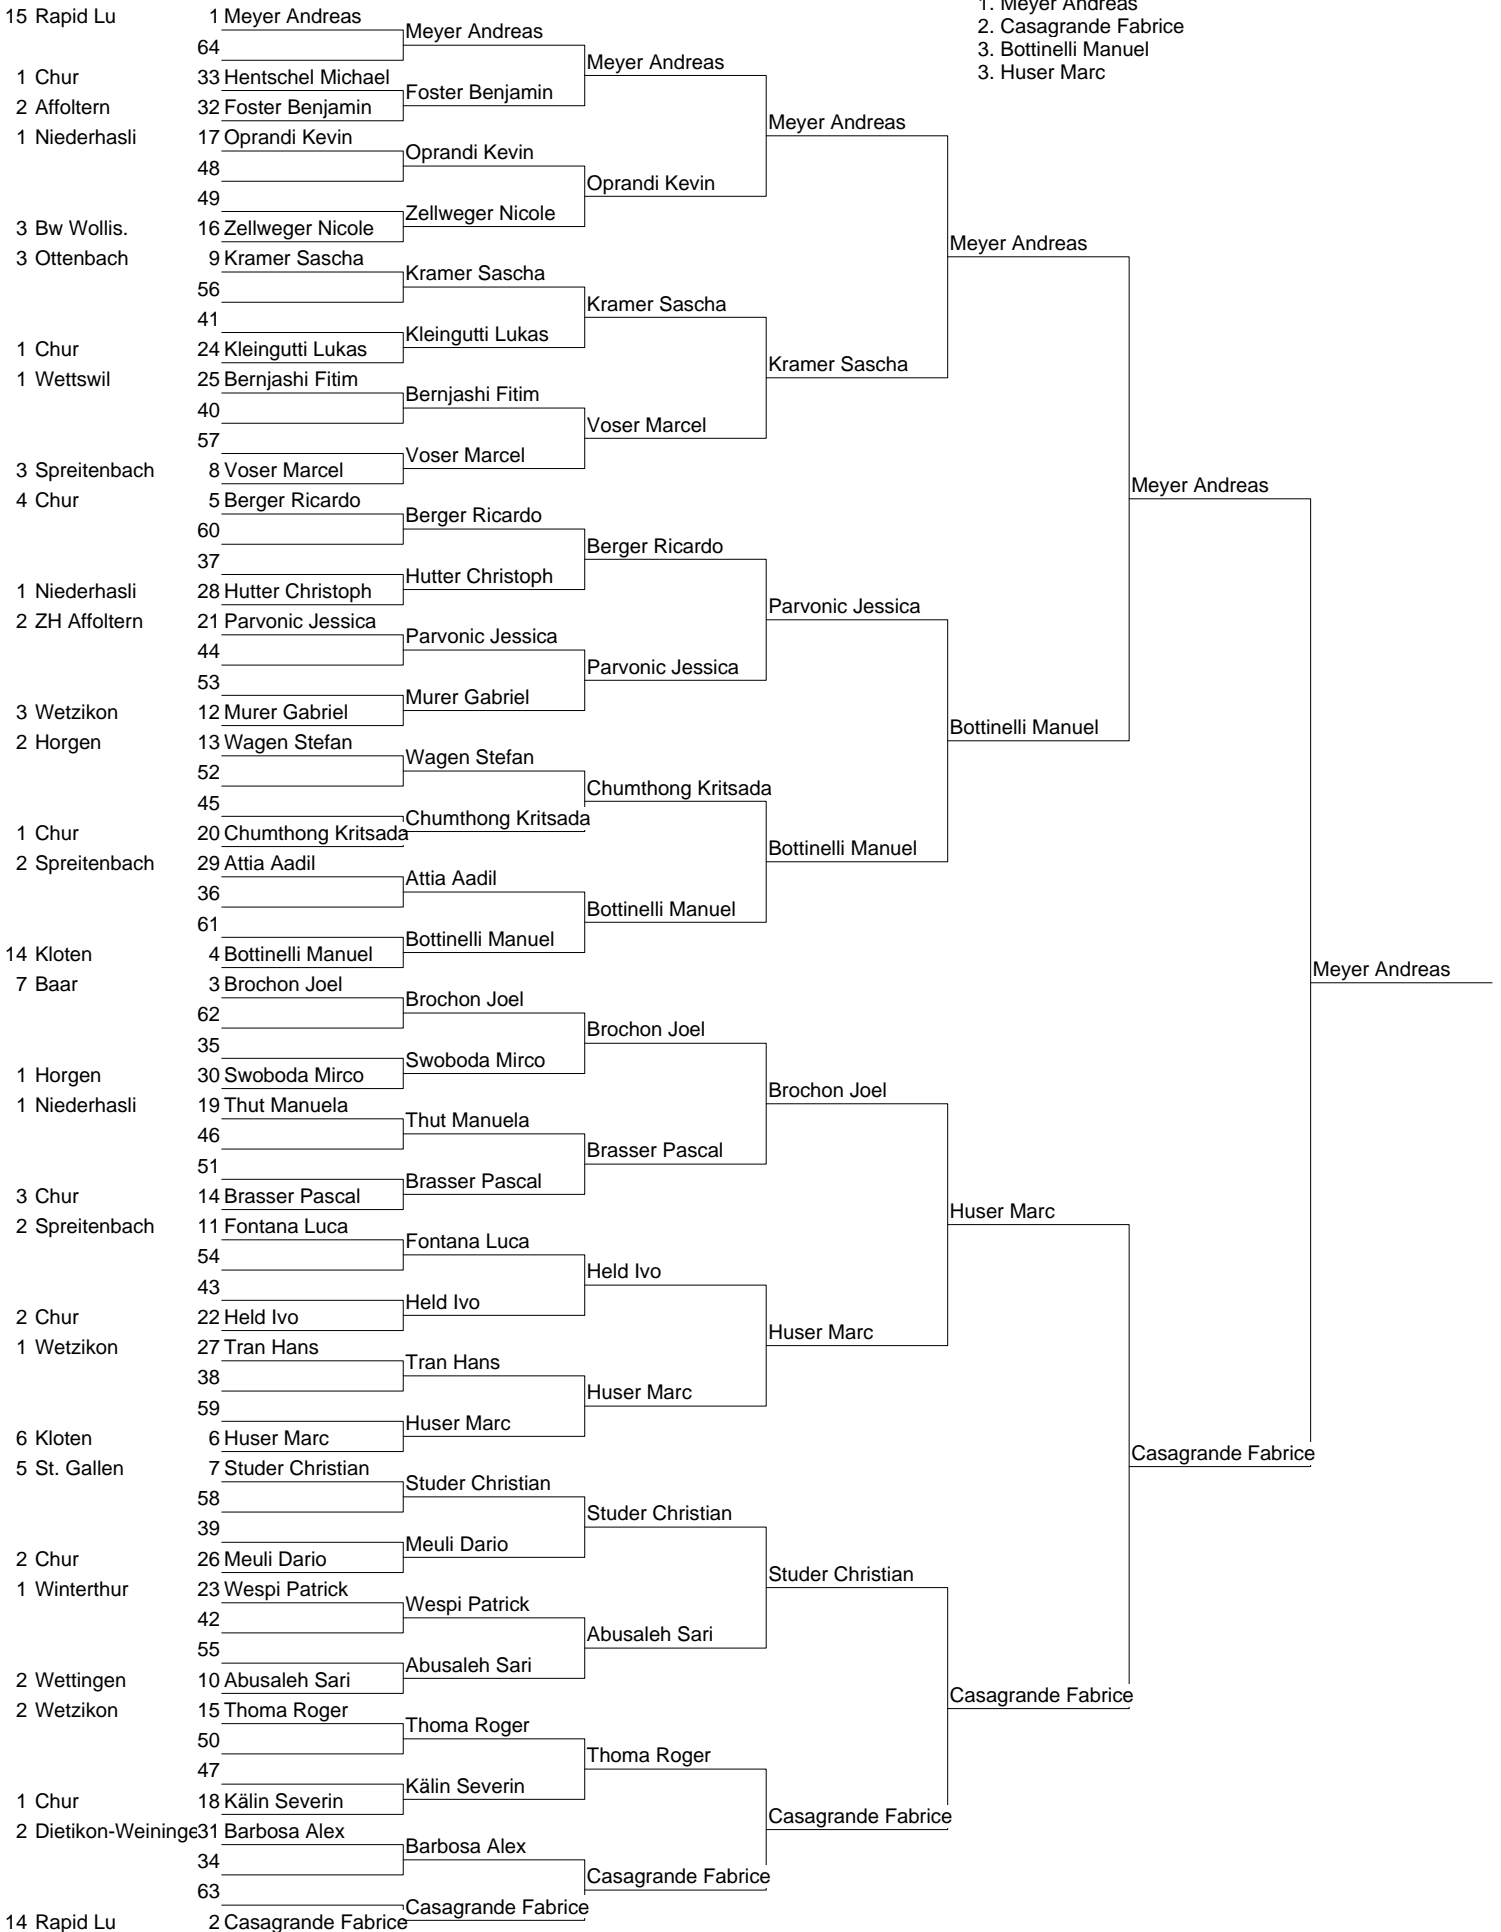 1. Meyer Andreas
2. Casagrande Fabrice
3. Bottinelli Manuel
3. Huser Marc
15 Rapid Lu 1 Meyer Andreas
Meyer Andreas
64
Meyer Andreas
1 Chur 33 Hentschel Michael
Foster Benjamin
2 Affoltern 32 Foster Benjamin
Meyer Andreas
1 Niederhasli 17 Oprandi Kevin
Oprandi Kevin
48
Oprandi Kevin
49
Zellweger Nicole
3 Bw Wollis. 16 Zellweger Nicole
Meyer Andreas
3 Ottenbach 9 Kramer Sascha
Kramer Sascha
56
Kramer Sascha
41
Kleingutti Lukas
1 Chur 24 Kleingutti Lukas
Kramer Sascha
1 Wettswil 25 Bernjashi Fitim
Bernjashi Fitim
40
Voser Marcel
57
Voser Marcel
3 Spreitenbach 8 Voser Marcel
Meyer Andreas
4 Chur 5 Berger Ricardo
Berger Ricardo
60
Berger Ricardo
37
Hutter Christoph
1 Niederhasli 28 Hutter Christoph
Parvonic Jessica
2 ZH Affoltern 21 Parvonic Jessica
Parvonic Jessica
44
Parvonic Jessica
53
Murer Gabriel
3 Wetzikon 12 Murer Gabriel
Bottinelli Manuel
2 Horgen 13 Wagen Stefan
Wagen Stefan
52
Chumthong Kritsada
45
Chumthong Kritsada
1 Chur 20 Chumthong Kritsada
Bottinelli Manuel
2 Spreitenbach 29 Attia Aadil
Attia Aadil
36
Bottinelli Manuel
61
Bottinelli Manuel
14 Kloten 4 Bottinelli Manuel
Meyer Andreas
7 Baar 3 Brochon Joel
Brochon Joel
62
Brochon Joel
35
Swoboda Mirco
1 Horgen 30 Swoboda Mirco
Brochon Joel
1 Niederhasli 19 Thut Manuela
Thut Manuela
46
Brasser Pascal
51
Brasser Pascal
3 Chur 14 Brasser Pascal
Huser Marc
2 Spreitenbach 11 Fontana Luca
Fontana Luca
54
Held Ivo
43
Held Ivo
2 Chur 22 Held Ivo
Huser Marc
1 Wetzikon 27 Tran Hans
Tran Hans
38
Huser Marc
59
Huser Marc
6 Kloten 6 Huser Marc
Casagrande Fabrice
5 St. Gallen 7 Studer Christian
Studer Christian
58
Studer Christian
39
Meuli Dario
2 Chur 26 Meuli Dario
Studer Christian
1 Winterthur 23 Wespi Patrick
Wespi Patrick
42
Abusaleh Sari
55
Abusaleh Sari
2 Wettingen 10 Abusaleh Sari
Casagrande Fabrice
2 Wetzikon 15 Thoma Roger
Thoma Roger
50
Thoma Roger
47
Kälin Severin
1 Chur 18 Kälin Severin
Casagrande Fabrice
2 Dietikon-Weininge 31 Barbosa Alex
Barbosa Alex
34
Casagrande Fabrice
63
Casagrande Fabrice
14 Rapid Lu 2 Casagrande Fabrice